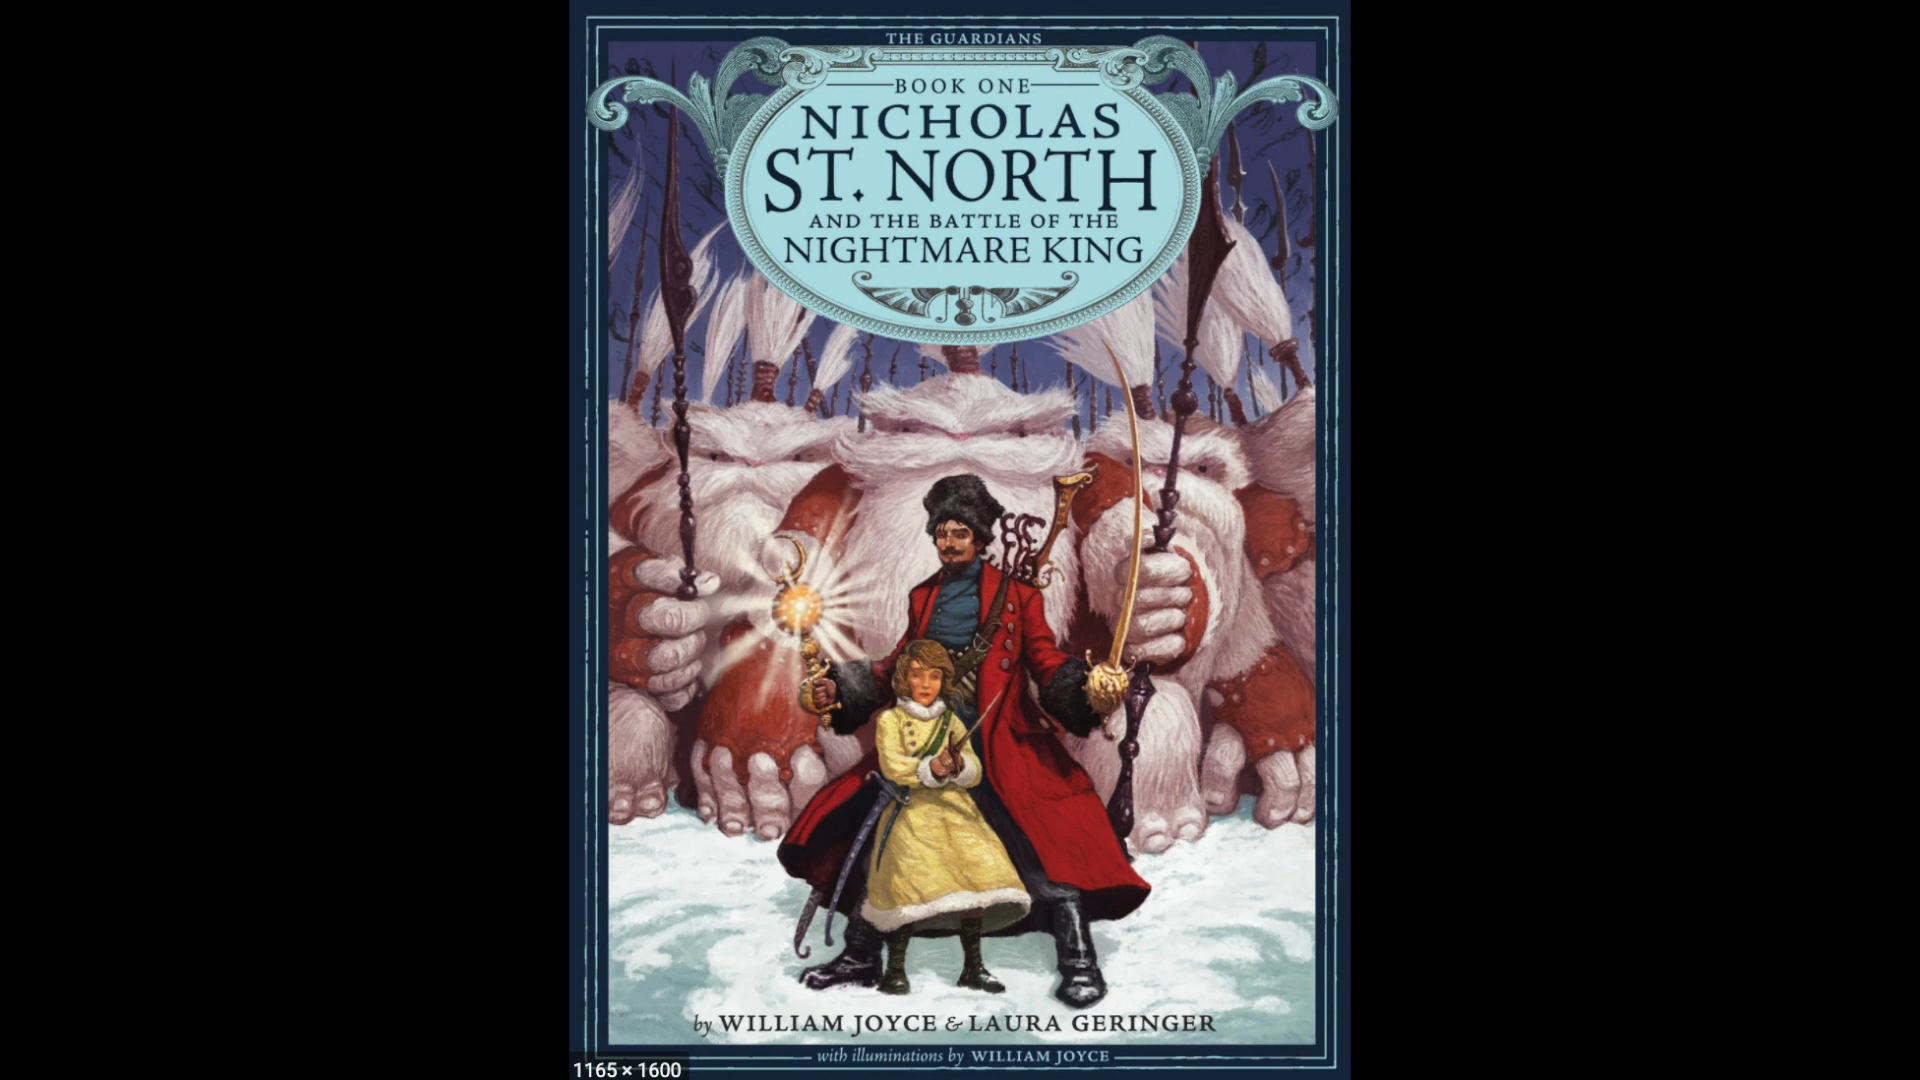 THE GUARDIANS
BOOK ONE
NICHOLAS
ST. NORTH
AND THE BATTLE OF THE
NIGHTMARE KING
by WILLIAM JOYCE & LAURA GERINGER
with illuminations by WILLIAM JOYCE
1165 × 1600